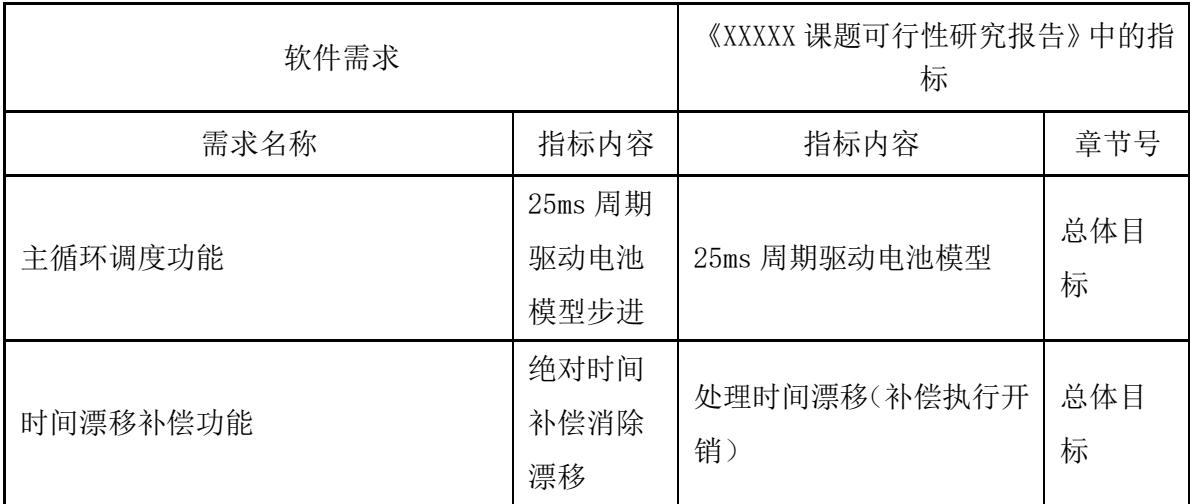 软件需求
《XXXXX 课题可行性研究报告》中的指
标
需求名称
指标内容
指标内容
章节号
主循环调度功能
25ms 周期
驱动电池
模型步进
25ms 周期驱动电池模型
总体目
标
时间漂移补偿功能
绝对时间
补偿消除
漂移
处理时间漂移（补偿执行开
销）
总体目
标